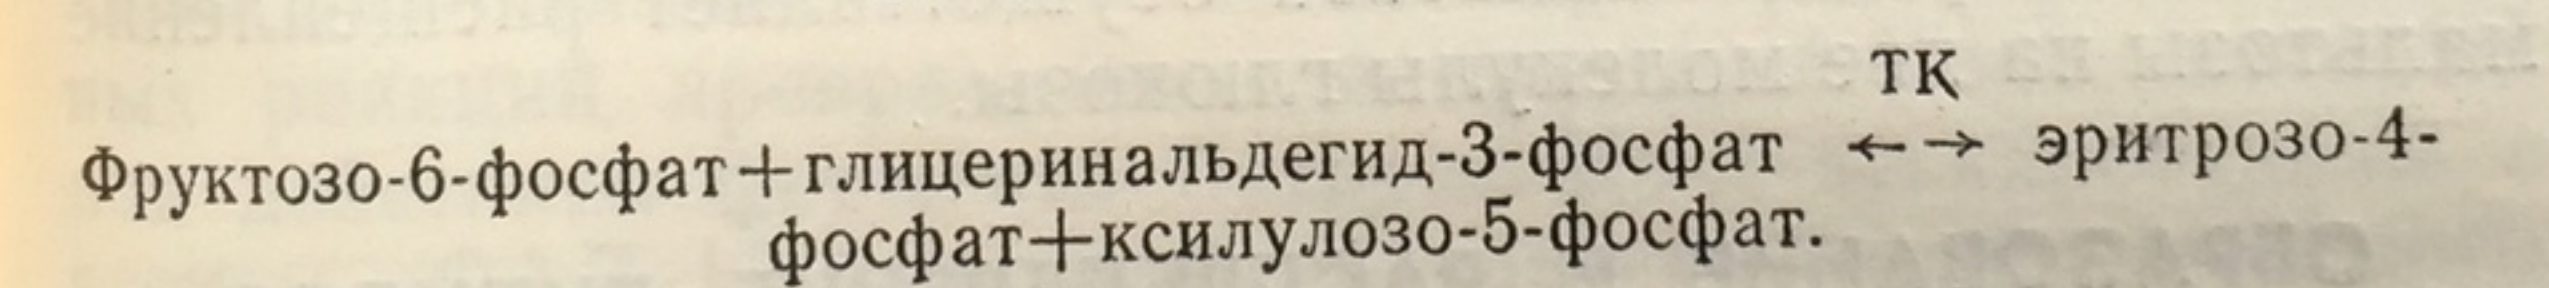 ТК
Фруктозо-6-фосфат+глицеринальдегид-3-фосфат ←→ эритрозо-4-
фосфат+ксилулозо-5-фосфат.